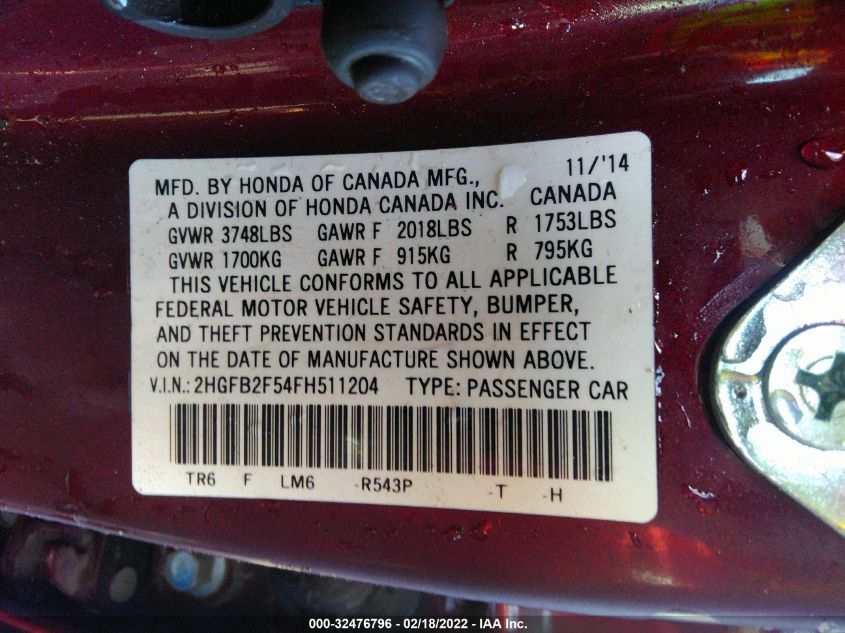 11/'14
MFD. BY HONDA OF CANADA MFG.,
A DIVISION OF HONDA CANADA INC. CANADA
GVWR 3748LBS GAWR F 2018LBS R 1753LBS
GVWR 1700KG GAWR F 915KG R 795KG
THIS VEHICLE CONFORMS TO ALL APPLICABLE
FEDERAL MOTOR VEHICLE SAFETY, BUMPER,
AND THEFT PREVENTION STANDARDS IN EFFECT
ON THE DATE OF MANUFACTURE SHOWN ABOVE.
V.I.N.: 2HGFB2F54FH511204 TYPE: PASSENGER CAR
TR6 F LM6 -R543P -T -H
000-32476796 - 02/18/2022 - IAA Inc.